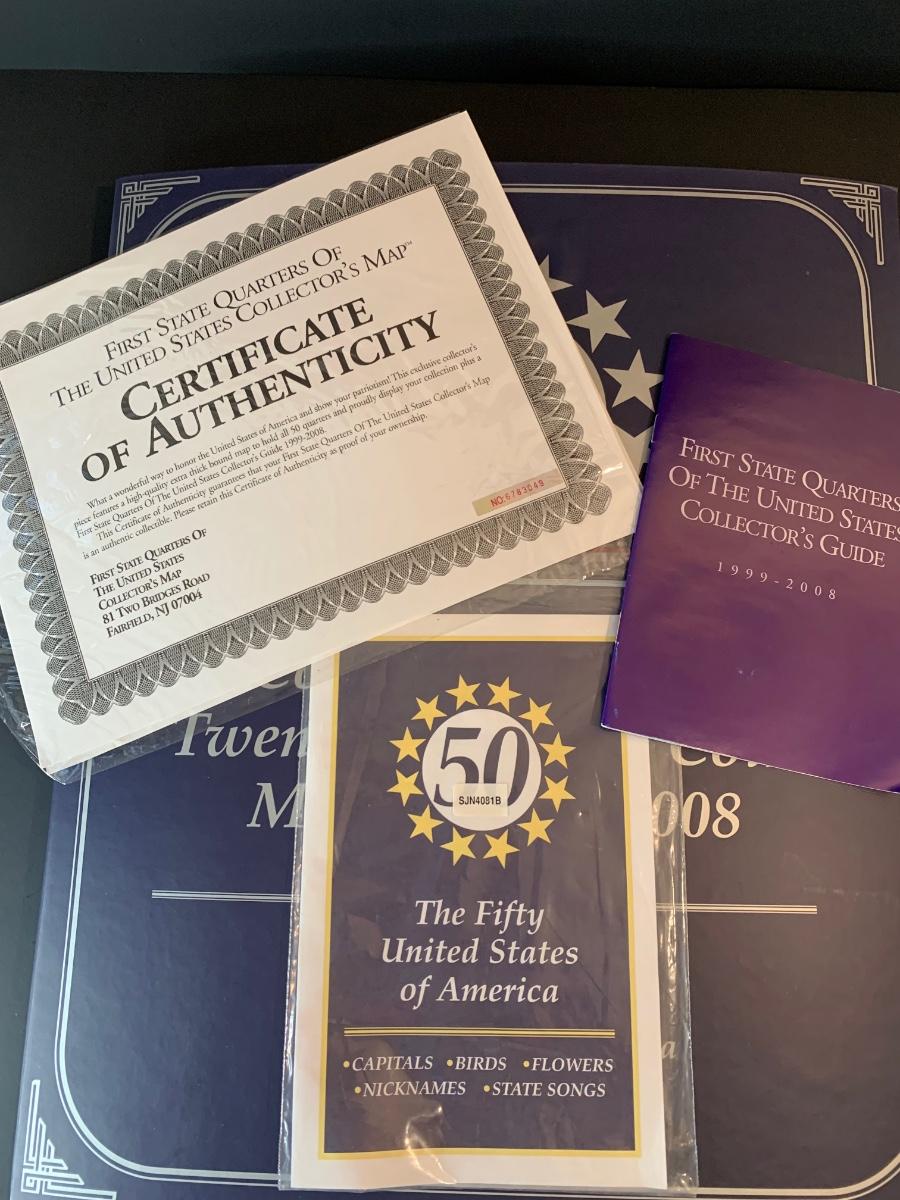 FIRST STATE QUARTERS OF
THE UNITED STATES COLLECTOR'S MAP™
CERTIFICATE
OF AUTHENTICITY
What a wonderful way to honor the United States of America and show your patriotism! This exclusive collector's
piece features a high-quality extra thick bound map to hold all 50 quarters and proudly display your collection plus a
First State Quarters Of The United States Collector's Guide 1999-2008.
This Certificate of Authenticity guarantees that your First State Quarters Of The United States Collector's Map
is an authentic collectible. Please retain this Certificate of Authenticity as proof of your ownership.
NO:6783049
FIRST STATE QUARTERS OF
THE UNITED STATES
COLLECTOR'S MAP
81 TWO BRIDGES ROAD
FAIRFIELD, NJ 07004
FIRST STATE QUARTERS
OF THE UNITED STATES
COLLECTOR'S GUIDE
1999-2008
Twen
M 008
50
SJN4081B
The Fifty
United States
of America
•CAPITALS •BIRDS •FLOWERS
•NICKNAMES •STATE SONGS
a